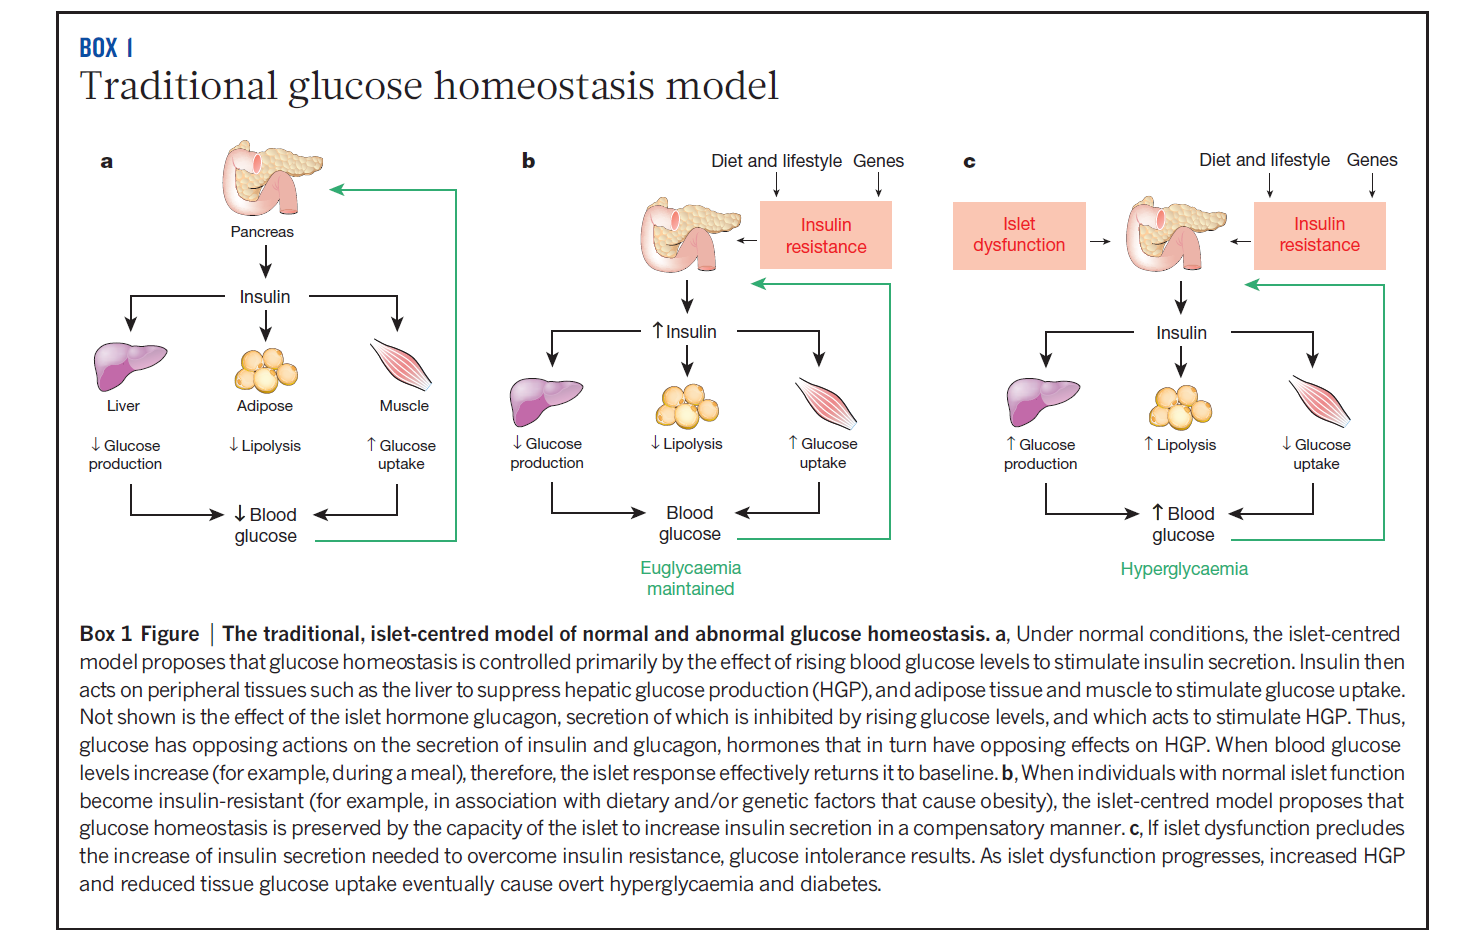 BOX 1
Traditional glucose homeostasis model
a
Pancreas
Insulin
Liver
Adipose
Muscle
↓ Glucose
production
↓ Lipolysis
↑ Glucose
uptake
↓ Blood
glucose
b
Diet and lifestyle Genes
Insulin
resistance
↑ Insulin
↓ Glucose
production
↓ Lipolysis
↑ Glucose
uptake
Blood
glucose
Euglycaemia
maintained
c
Diet and lifestyle Genes
Islet
dysfunction
Insulin
resistance
Insulin
↑ Glucose
production
↑ Lipolysis
↓ Glucose
uptake
↑ Blood
glucose
Hyperglycaemia
Box 1 Figure | The traditional, islet-centred model of normal and abnormal glucose homeostasis. a, Under normal conditions, the islet-centred
model proposes that glucose homeostasis is controlled primarily by the effect of rising blood glucose levels to stimulate insulin secretion. Insulin then
acts on peripheral tissues such as the liver to suppress hepatic glucose production (HGP), and adipose tissue and muscle to stimulate glucose uptake.
Not shown is the effect of the islet hormone glucagon, secretion of which is inhibited by rising glucose levels, and which acts to stimulate HGP. Thus,
glucose has opposing actions on the secretion of insulin and glucagon, hormones that in turn have opposing effects on HGP. When blood glucose
levels increase (for example, during a meal), therefore, the islet response effectively returns it to baseline. b, When individuals with normal islet function
become insulin-resistant (for example, in association with dietary and/or genetic factors that cause obesity), the islet-centred model proposes that
glucose homeostasis is preserved by the capacity of the islet to increase insulin secretion in a compensatory manner. c, If islet dysfunction precludes
the increase of insulin secretion needed to overcome insulin resistance, glucose intolerance results. As islet dysfunction progresses, increased HGP
and reduced tissue glucose uptake eventually cause overt hyperglycaemia and diabetes.